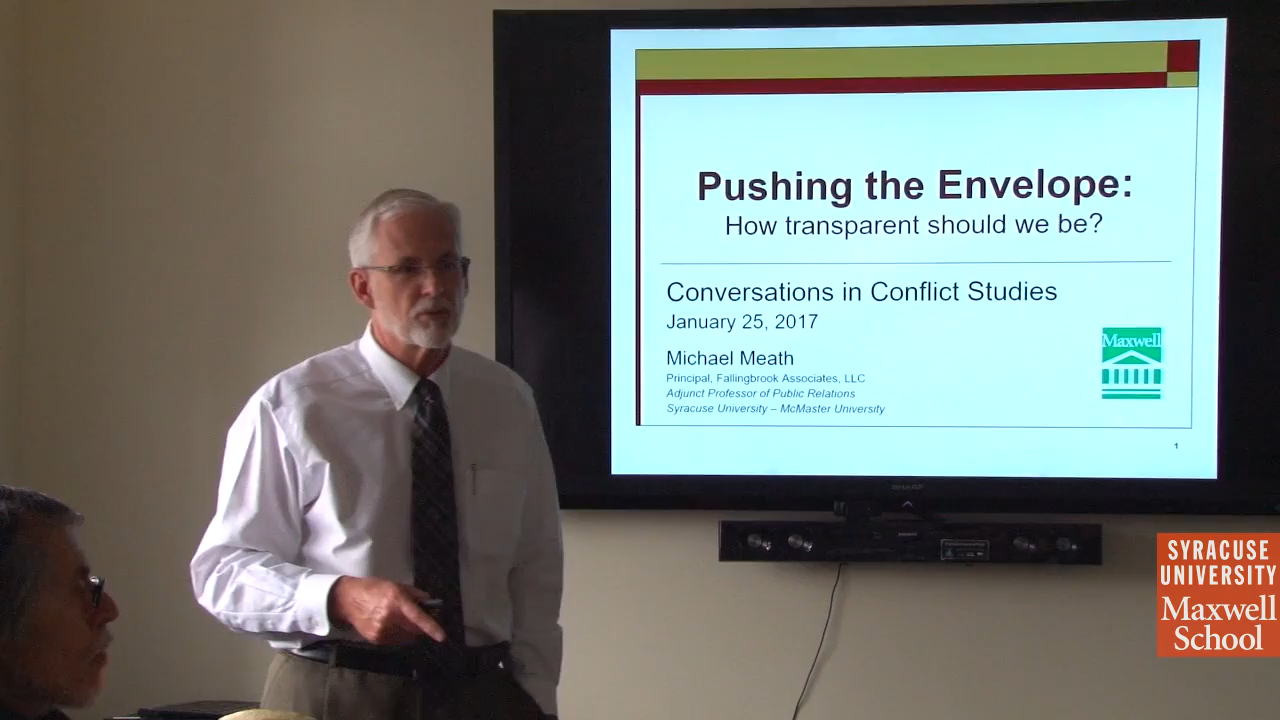 Pushing the Envelope:
How transparent should we be?
Conversations in Conflict Studies
January 25, 2017
Michael Meath
Principal, Fallingbrook Associates, LLC
Adjunct Professor of Public Relations
Syracuse University – McMaster University
Maxwell
1
SHARP
SYRACUSE
UNIVERSITY
Maxwell
School